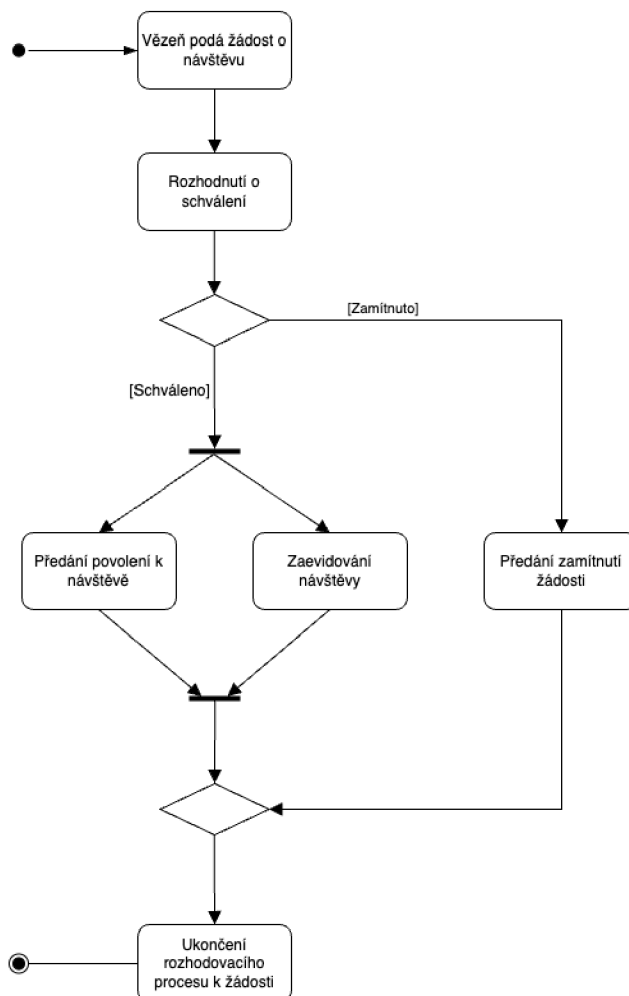 Vězeň podá žádost o
návštěvu
Rozhodnutí o
schválení
[Zamítnuto]
[Schváleno]
Předání povolení k
návštěvě
Zaevidování
návštěvy
Předání zamítnutí
žádosti
Ukončení
rozhodovacího
procesu k žádosti